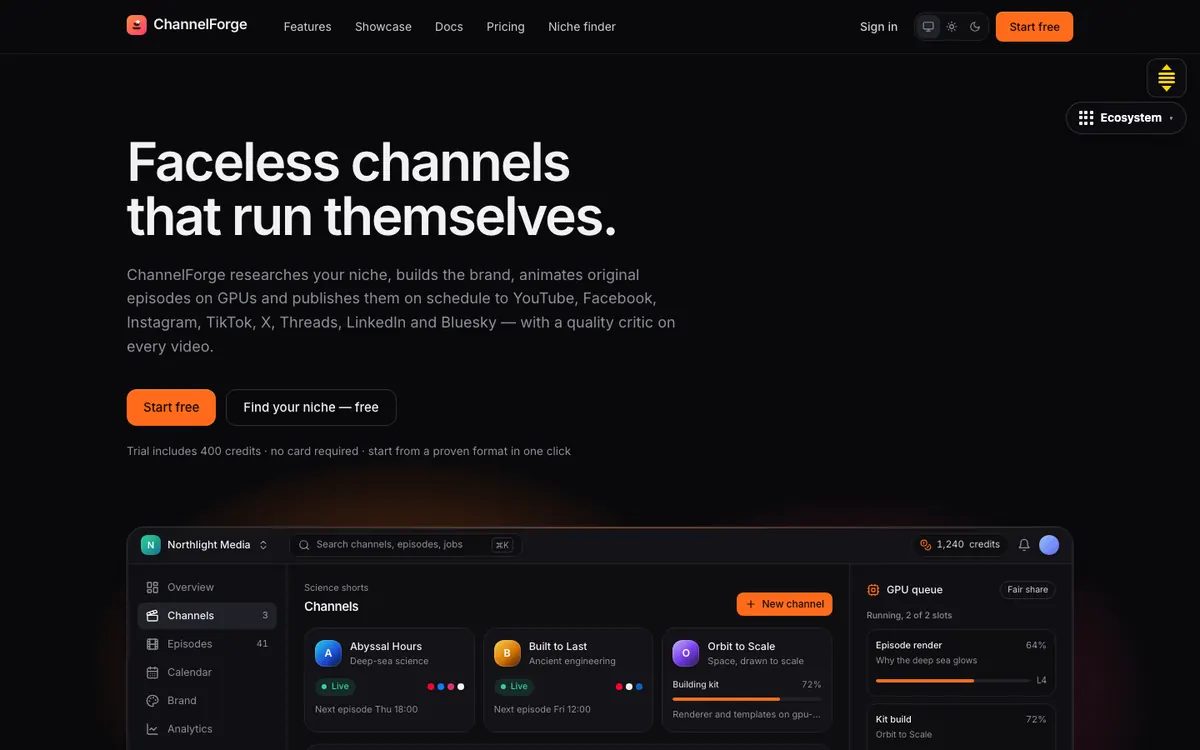 ChannelForge
Features
Showcase
Docs
Pricing
Niche finder
Sign in
Start free
Ecosystem
Faceless channels
that run themselves.
ChannelForge researches your niche, builds the brand, animates original
episodes on GPUs and publishes them on schedule to YouTube, Facebook,
Instagram, TikTok, X, Threads, LinkedIn and Bluesky — with a quality critic on
every video.
Start free
Find your niche — free
Trial includes 400 credits · no card required · start from a proven format in one click
N
Northlight Media
Search channels, episodes, jobs
⌘K
1,240 credits
Overview
Channels
3
Episodes
41
Calendar
Brand
Analytics
Science shorts
Channels
+ New channel
A
Abyssal Hours
Deep-sea science
Live
Next episode Thu 18:00
B
Built to Last
Ancient engineering
Live
Next episode Fri 12:00
O
Orbit to Scale
Space, drawn to scale
Building kit
72%
Renderer and templates on gpu-...
GPU queue
Fair share
Running, 2 of 2 slots
Episode render
64%
Why the deep sea glows
L4
Kit build
72%
Orbit to Scale